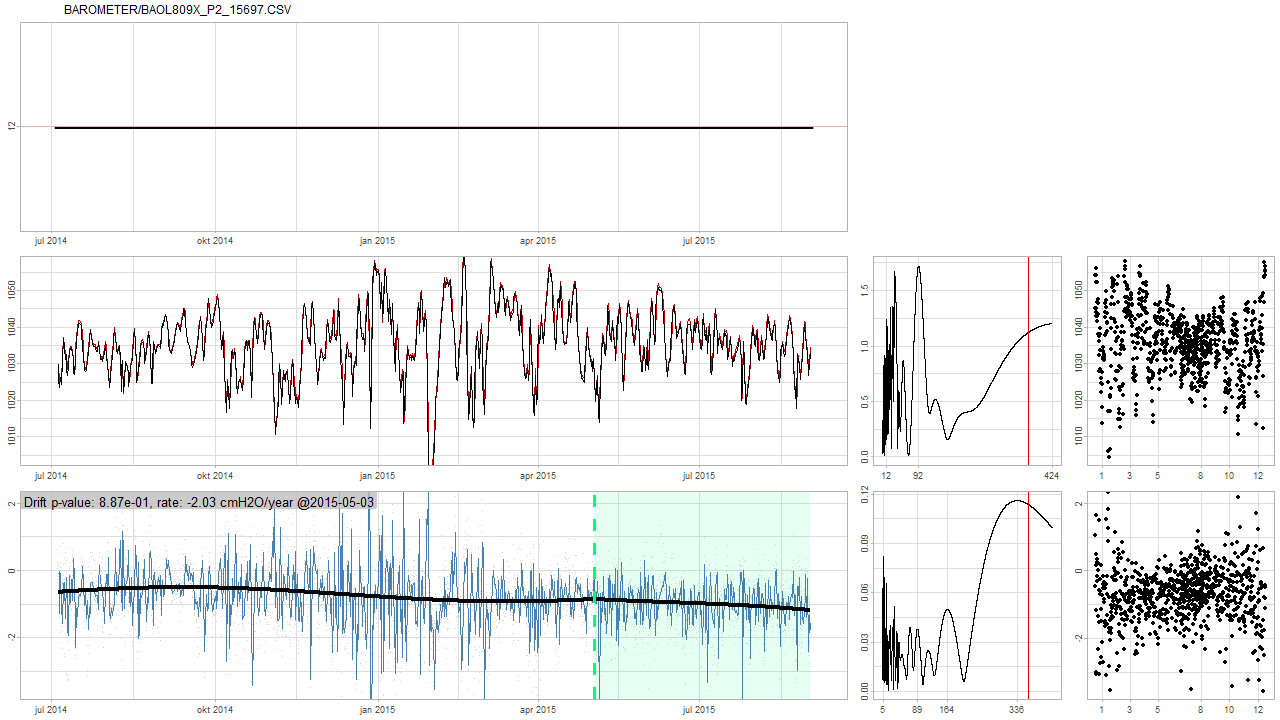 BAROMETER/BAOL809X_P2_15697.CSV
12
jul 2014 okt 2014 jan 2015 apr 2015 jul 2015
1050
1040
1030
1020
1010
jul 2014 okt 2014 jan 2015 apr 2015 jul 2015
1.5
1.0
0.5
0.0
12 92 424
1050
1040
1030
1020
1010
1 3 5 8 10 12
Drift p-value: 8.87e-01, rate: -2.03 cmH2O/year @2015-05-03
2
0
-2
jul 2014 okt 2014 jan 2015 apr 2015 jul 2015
0.12
0.09
0.06
0.03
0.00
5 89 164 336
2
0
-2
1 3 5 8 10 12